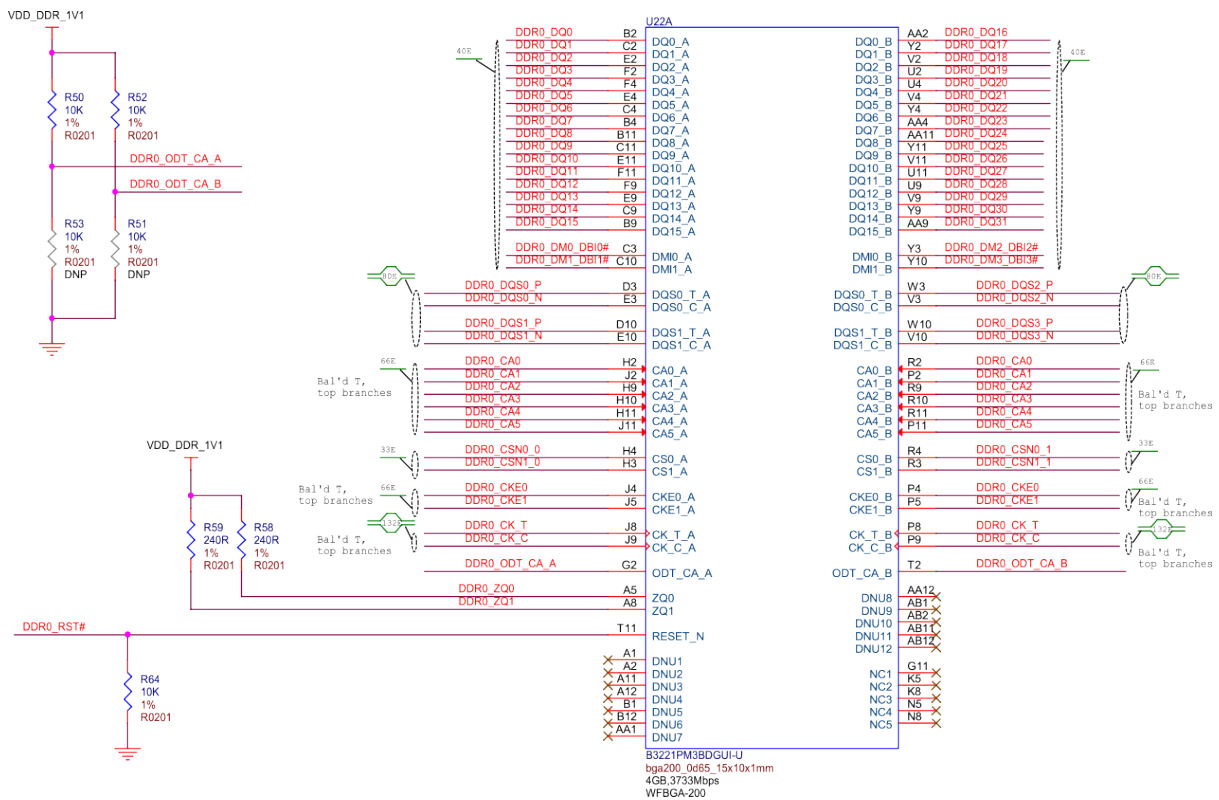 VDD_DDR_1V1
R50
10K
1%
R0201
R52
10K
1%
R0201
DDR0_ODT_CA_A
DDR0_ODT_CA_B
R53
10K
1%
R0201
DNP
R51
10K
1%
R0201
DNP
VDD_DDR_1V1
R59
240R
1%
R0201
R58
240R
1%
R0201
DDR0_RST#
R64
10K
1%
R0201
U22A
40E
DDR0_DQ0 B2 DQ0_A
DDR0_DQ1 C2 DQ1_A
DDR0_DQ2 E2 DQ2_A
DDR0_DQ3 F2 DQ3_A
DDR0_DQ4 F4 DQ4_A
DDR0_DQ5 E4 DQ5_A
DDR0_DQ6 C4 DQ6_A
DDR0_DQ7 B4 DQ7_A
DDR0_DQ8 B11 DQ8_A
DDR0_DQ9 C11 DQ9_A
DDR0_DQ10 E11 DQ10_A
DDR0_DQ11 F11 DQ11_A
DDR0_DQ12 F9 DQ12_A
DDR0_DQ13 E9 DQ13_A
DDR0_DQ14 C9 DQ14_A
DDR0_DQ15 B9 DQ15_A
DDR0_DM0_DBI0# C3 DMI0_A
DDR0_DM1_DBI1# C10 DMI1_A
80E
DDR0_DQS0_P D3 DQS0_T_A
DDR0_DQS0_N E3 DQS0_C_A
DDR0_DQS1_P D10 DQS1_T_A
DDR0_DQS1_N E10 DQS1_C_A
66E
Bal'd T,
top branches
DDR0_CA0 H2 CA0_A
DDR0_CA1 J2 CA1_A
DDR0_CA2 H9 CA2_A
DDR0_CA3 H10 CA3_A
DDR0_CA4 H11 CA4_A
DDR0_CA5 J11 CA5_A
33E
DDR0_CSN0_0 H4 CS0_A
DDR0_CSN1_0 H3 CS1_A
66E
Bal'd T,
top branches
DDR0_CKE0 J4 CKE0_A
DDR0_CKE1 J5 CKE1_A
132E
Bal'd T,
top branches
DDR0_CK_T J8 CK_T_A
DDR0_CK_C J9 CK_C_A
DDR0_ODT_CA_A G2 ODT_CA_A
DDR0_ZQ0 A5 ZQ0
DDR0_ZQ1 A8 ZQ1
T11 RESET_N
A1 DNU1
A2 DNU2
A11 DNU3
A12 DNU4
B1 DNU5
B12 DNU6
AA1 DNU7
40E
DQ0_B AA2 DDR0_DQ16
DQ1_B Y2 DDR0_DQ17
DQ2_B V2 DDR0_DQ18
DQ3_B U2 DDR0_DQ19
DQ4_B U4 DDR0_DQ20
DQ5_B V4 DDR0_DQ21
DQ6_B Y4 DDR0_DQ22
DQ7_B AA4 DDR0_DQ23
DQ8_B AA11 DDR0_DQ24
DQ9_B Y11 DDR0_DQ25
DQ10_B V11 DDR0_DQ26
DQ11_B U11 DDR0_DQ27
DQ12_B U9 DDR0_DQ28
DQ13_B V9 DDR0_DQ29
DQ14_B Y9 DDR0_DQ30
DQ15_B AA9 DDR0_DQ31
DMI0_B Y3 DDR0_DM2_DBI2#
DMI1_B Y10 DDR0_DM3_DBI3#
80E
DQS0_T_B W3 DDR0_DQS2_P
DQS0_C_B V3 DDR0_DQS2_N
DQS1_T_B W10 DDR0_DQS3_P
DQS1_C_B V10 DDR0_DQS3_N
66E
Bal'd T,
top branches
CA0_B R2 DDR0_CA0
CA1_B P2 DDR0_CA1
CA2_B R9 DDR0_CA2
CA3_B R10 DDR0_CA3
CA4_B R11 DDR0_CA4
CA5_B P11 DDR0_CA5
33E
CS0_B R4 DDR0_CSN0_1
CS1_B R3 DDR0_CSN1_1
66E
Bal'd T,
top branches
CKE0_B P4 DDR0_CKE0
CKE1_B P5 DDR0_CKE1
132E
Bal'd T,
top branches
CK_T_B P8 DDR0_CK_T
CK_C_B P9 DDR0_CK_C
ODT_CA_B T2 DDR0_ODT_CA_B
DNU8 AA12
DNU9 AB1
DNU10 AB2
DNU11 AB11
DNU12 AB12
NC1 G11
NC2 K5
NC3 K8
NC4 N5
NC5 N8
B3221PM3BDGUI-U
bga200_0d65_15x10x1mm
4GB,3733Mbps
WFBGA-200